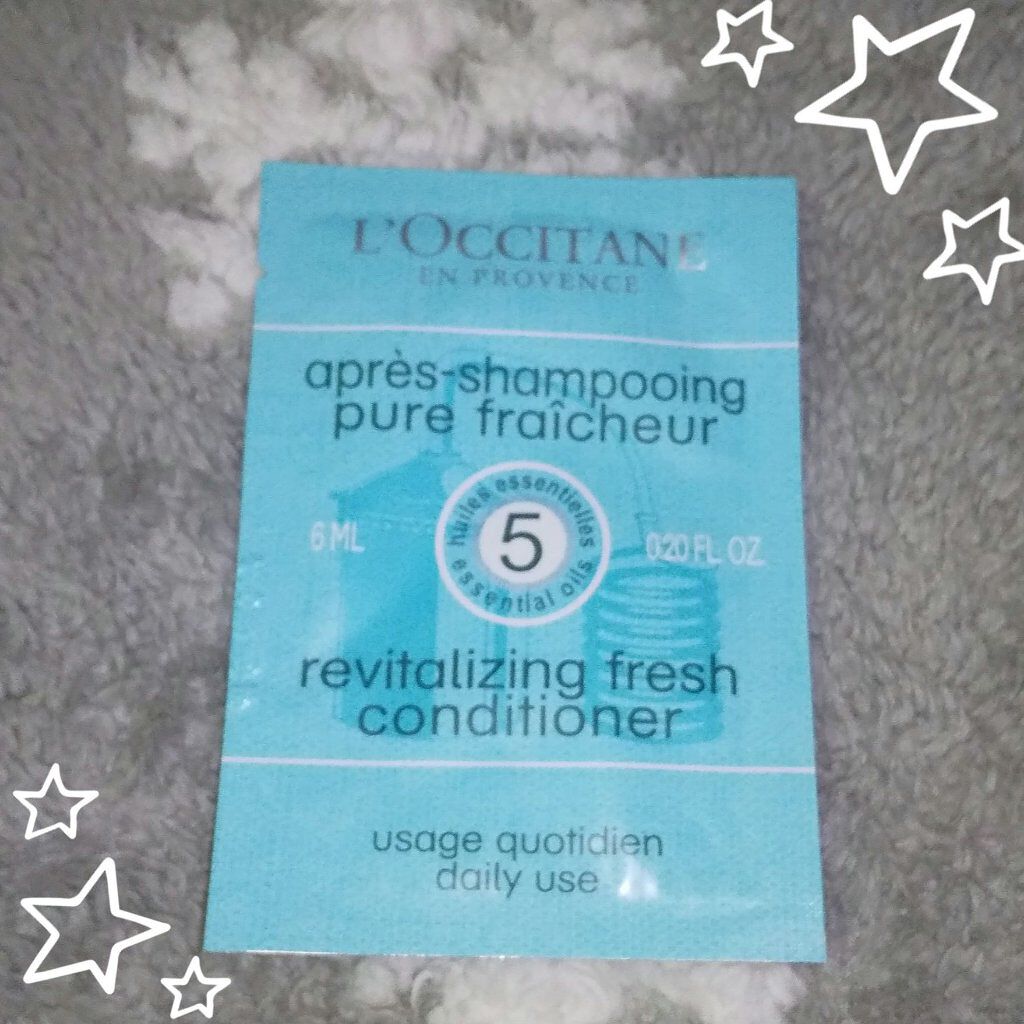 L'OCCITANE
EN PROVENCE
après-shampooing
pure fraîcheur
huiles essentielles
5
essential oils
6 ML
0.20 FL OZ
revitalizing fresh
conditioner
usage quotidien
daily use